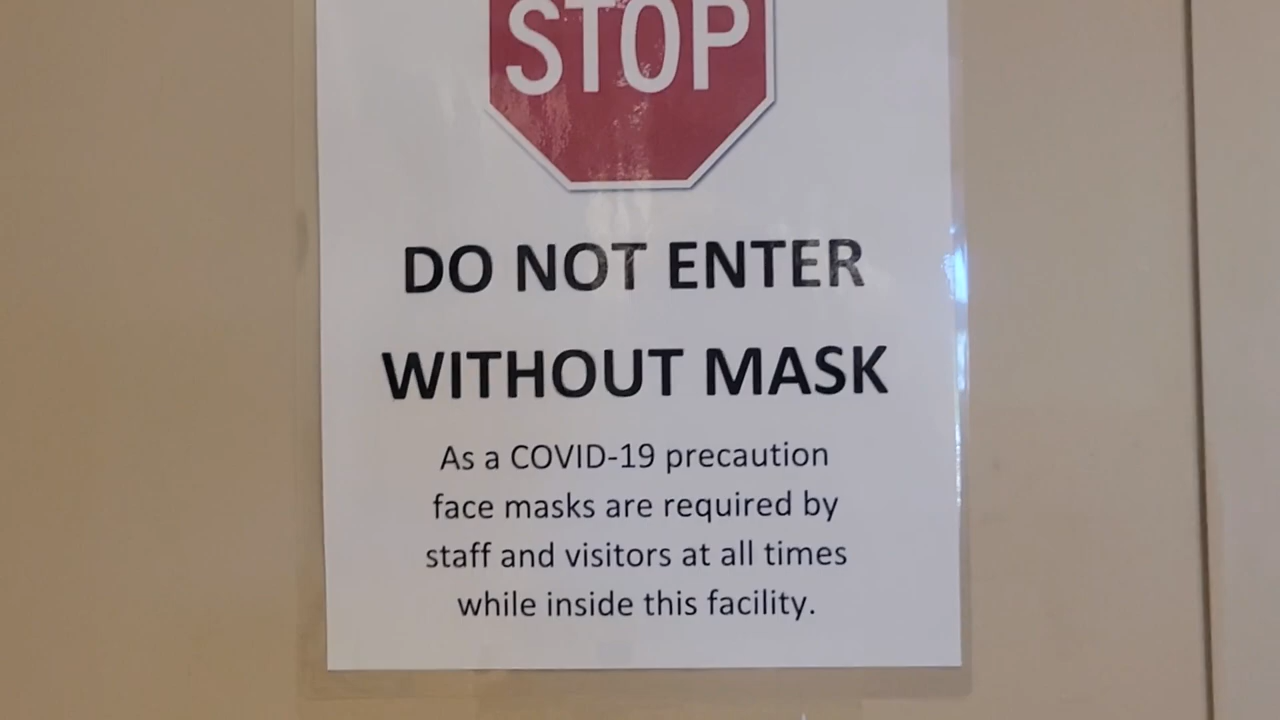 STOP
DO NOT ENTER
WITHOUT MASK
As a COVID-19 precaution
face masks are required by
staff and visitors at all times
while inside this facility.